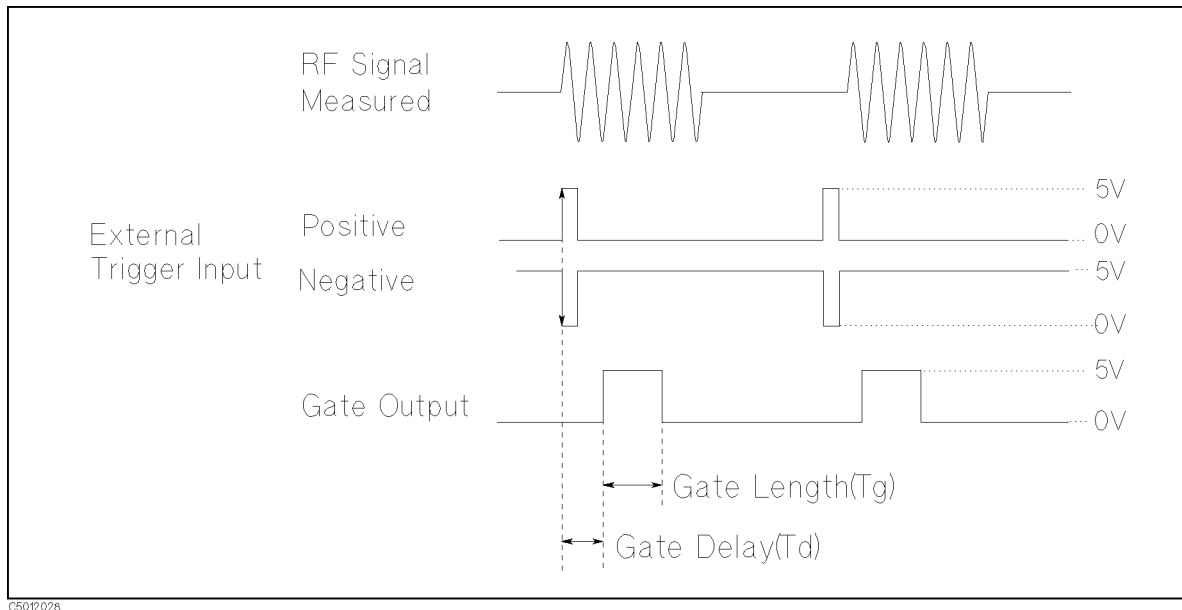 RF Signal
Measured
External
Trigger Input
Positive
5V
0V
Negative
5V
0V
Gate Output
5V
0V
Gate Length(Tg)
Gate Delay(Td)
C5012028